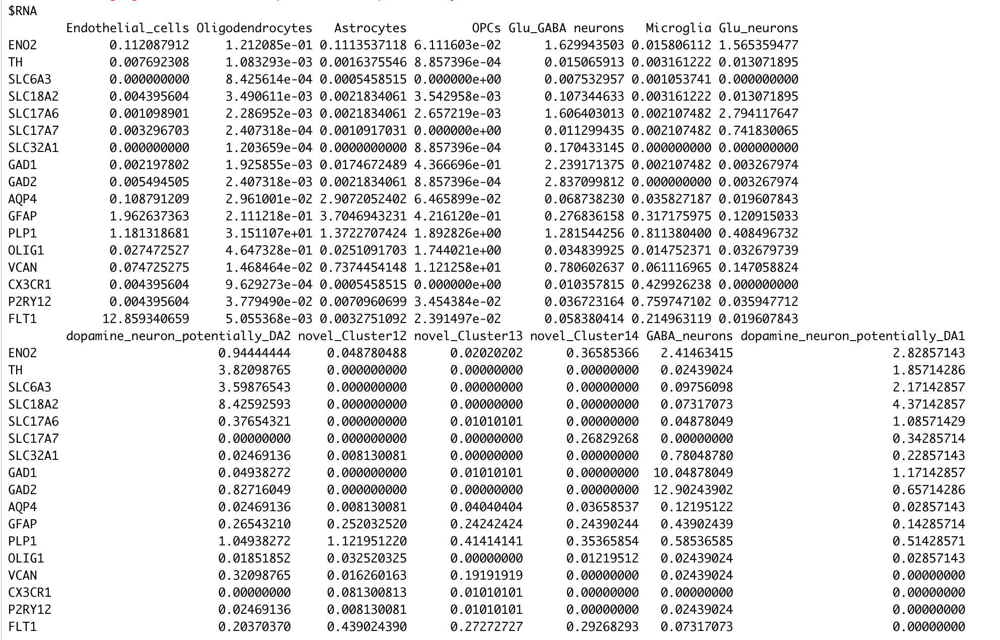 $RNA
Endothelial_cells Oligodendrocytes Astrocytes OPCs Glu_GABA neurons Microglia Glu_neurons
ENO2 0.112087912 1.212085e-01 0.1113537118 6.111603e-02 1.629943503 0.015806112 1.565359477
TH 0.007692308 1.083293e-03 0.0016375546 8.857396e-04 0.015065913 0.003161222 0.013071895
SLC6A3 0.000000000 8.425614e-04 0.0005458515 0.000000e+00 0.007532957 0.001053741 0.000000000
SLC18A2 0.004395604 3.490611e-03 0.0021834061 3.542958e-03 0.107344633 0.003161222 0.013071895
SLC17A6 0.001098901 2.286952e-03 0.0021834061 2.657219e-03 1.606403013 0.002107482 2.794117647
SLC17A7 0.003296703 2.407318e-04 0.0010917031 0.000000e+00 0.011299435 0.002107482 0.741830065
SLC32A1 0.000000000 1.203659e-04 0.0000000000 8.857396e-04 0.170433145 0.000000000 0.000000000
GAD1 0.002197802 1.925855e-03 0.0174672489 4.366696e-01 2.239171375 0.002107482 0.003267974
GAD2 0.005494505 2.407318e-03 0.0021834061 8.857396e-04 2.837099812 0.000000000 0.003267974
AQP4 0.108791209 2.961001e-02 2.9072052402 6.465899e-02 0.068738230 0.035827187 0.019607843
GFAP 1.962637363 2.111218e-01 3.7046943231 4.216120e-01 0.276836158 0.317175975 0.120915033
PLP1 1.181318681 3.151107e+01 1.3722707424 1.892826e+00 1.281544256 0.811380400 0.408496732
OLIG1 0.027472527 4.647328e-01 0.0251091703 1.744021e+00 0.034839925 0.014752371 0.032679739
VCAN 0.074725275 1.468464e-02 0.7374454148 1.121258e+01 0.780602637 0.061116965 0.147058824
CX3CR1 0.004395604 9.629273e-04 0.0005458515 0.000000e+00 0.010357815 0.429926238 0.000000000
P2RY12 0.004395604 3.779490e-02 0.0070960699 3.454384e-02 0.036723164 0.759747102 0.035947712
FLT1 12.859340659 5.055368e-03 0.0032751092 2.391497e-02 0.058380414 0.214963119 0.019607843
dopamine_neuron_potentially_DA2 novel_Cluster12 novel_Cluster13 novel_Cluster14 GABA_neurons dopamine_neuron_potentially_DA1
ENO2 0.94444444 0.048780488 0.02020202 0.36585366 2.41463415 2.82857143
TH 3.82098765 0.000000000 0.00000000 0.00000000 0.02439024 1.85714286
SLC6A3 3.59876543 0.000000000 0.00000000 0.00000000 0.09756098 2.17142857
SLC18A2 8.42592593 0.000000000 0.00000000 0.00000000 0.07317073 4.37142857
SLC17A6 0.37654321 0.000000000 0.01010101 0.00000000 0.04878049 1.08571429
SLC17A7 0.00000000 0.000000000 0.00000000 0.26829268 0.00000000 0.34285714
SLC32A1 0.02469136 0.008130081 0.00000000 0.00000000 0.78048780 0.22857143
GAD1 0.04938272 0.000000000 0.01010101 0.00000000 10.04878049 1.17142857
GAD2 0.82716049 0.000000000 0.00000000 0.00000000 12.90243902 0.65714286
AQP4 0.02469136 0.008130081 0.04040404 0.03658537 0.12195122 0.02857143
GFAP 0.26543210 0.252032520 0.24242424 0.24390244 0.43902439 0.14285714
PLP1 1.04938272 1.121951220 0.41414141 0.35365854 0.58536585 0.51428571
OLIG1 0.01851852 0.032520325 0.00000000 0.01219512 0.02439024 0.02857143
VCAN 0.32098765 0.016260163 0.19191919 0.00000000 0.02439024 0.00000000
CX3CR1 0.00000000 0.081300813 0.01010101 0.00000000 0.00000000 0.00000000
P2RY12 0.02469136 0.008130081 0.01010101 0.00000000 0.02439024 0.00000000
FLT1 0.20370370 0.439024390 0.27272727 0.29268293 0.07317073 0.00000000